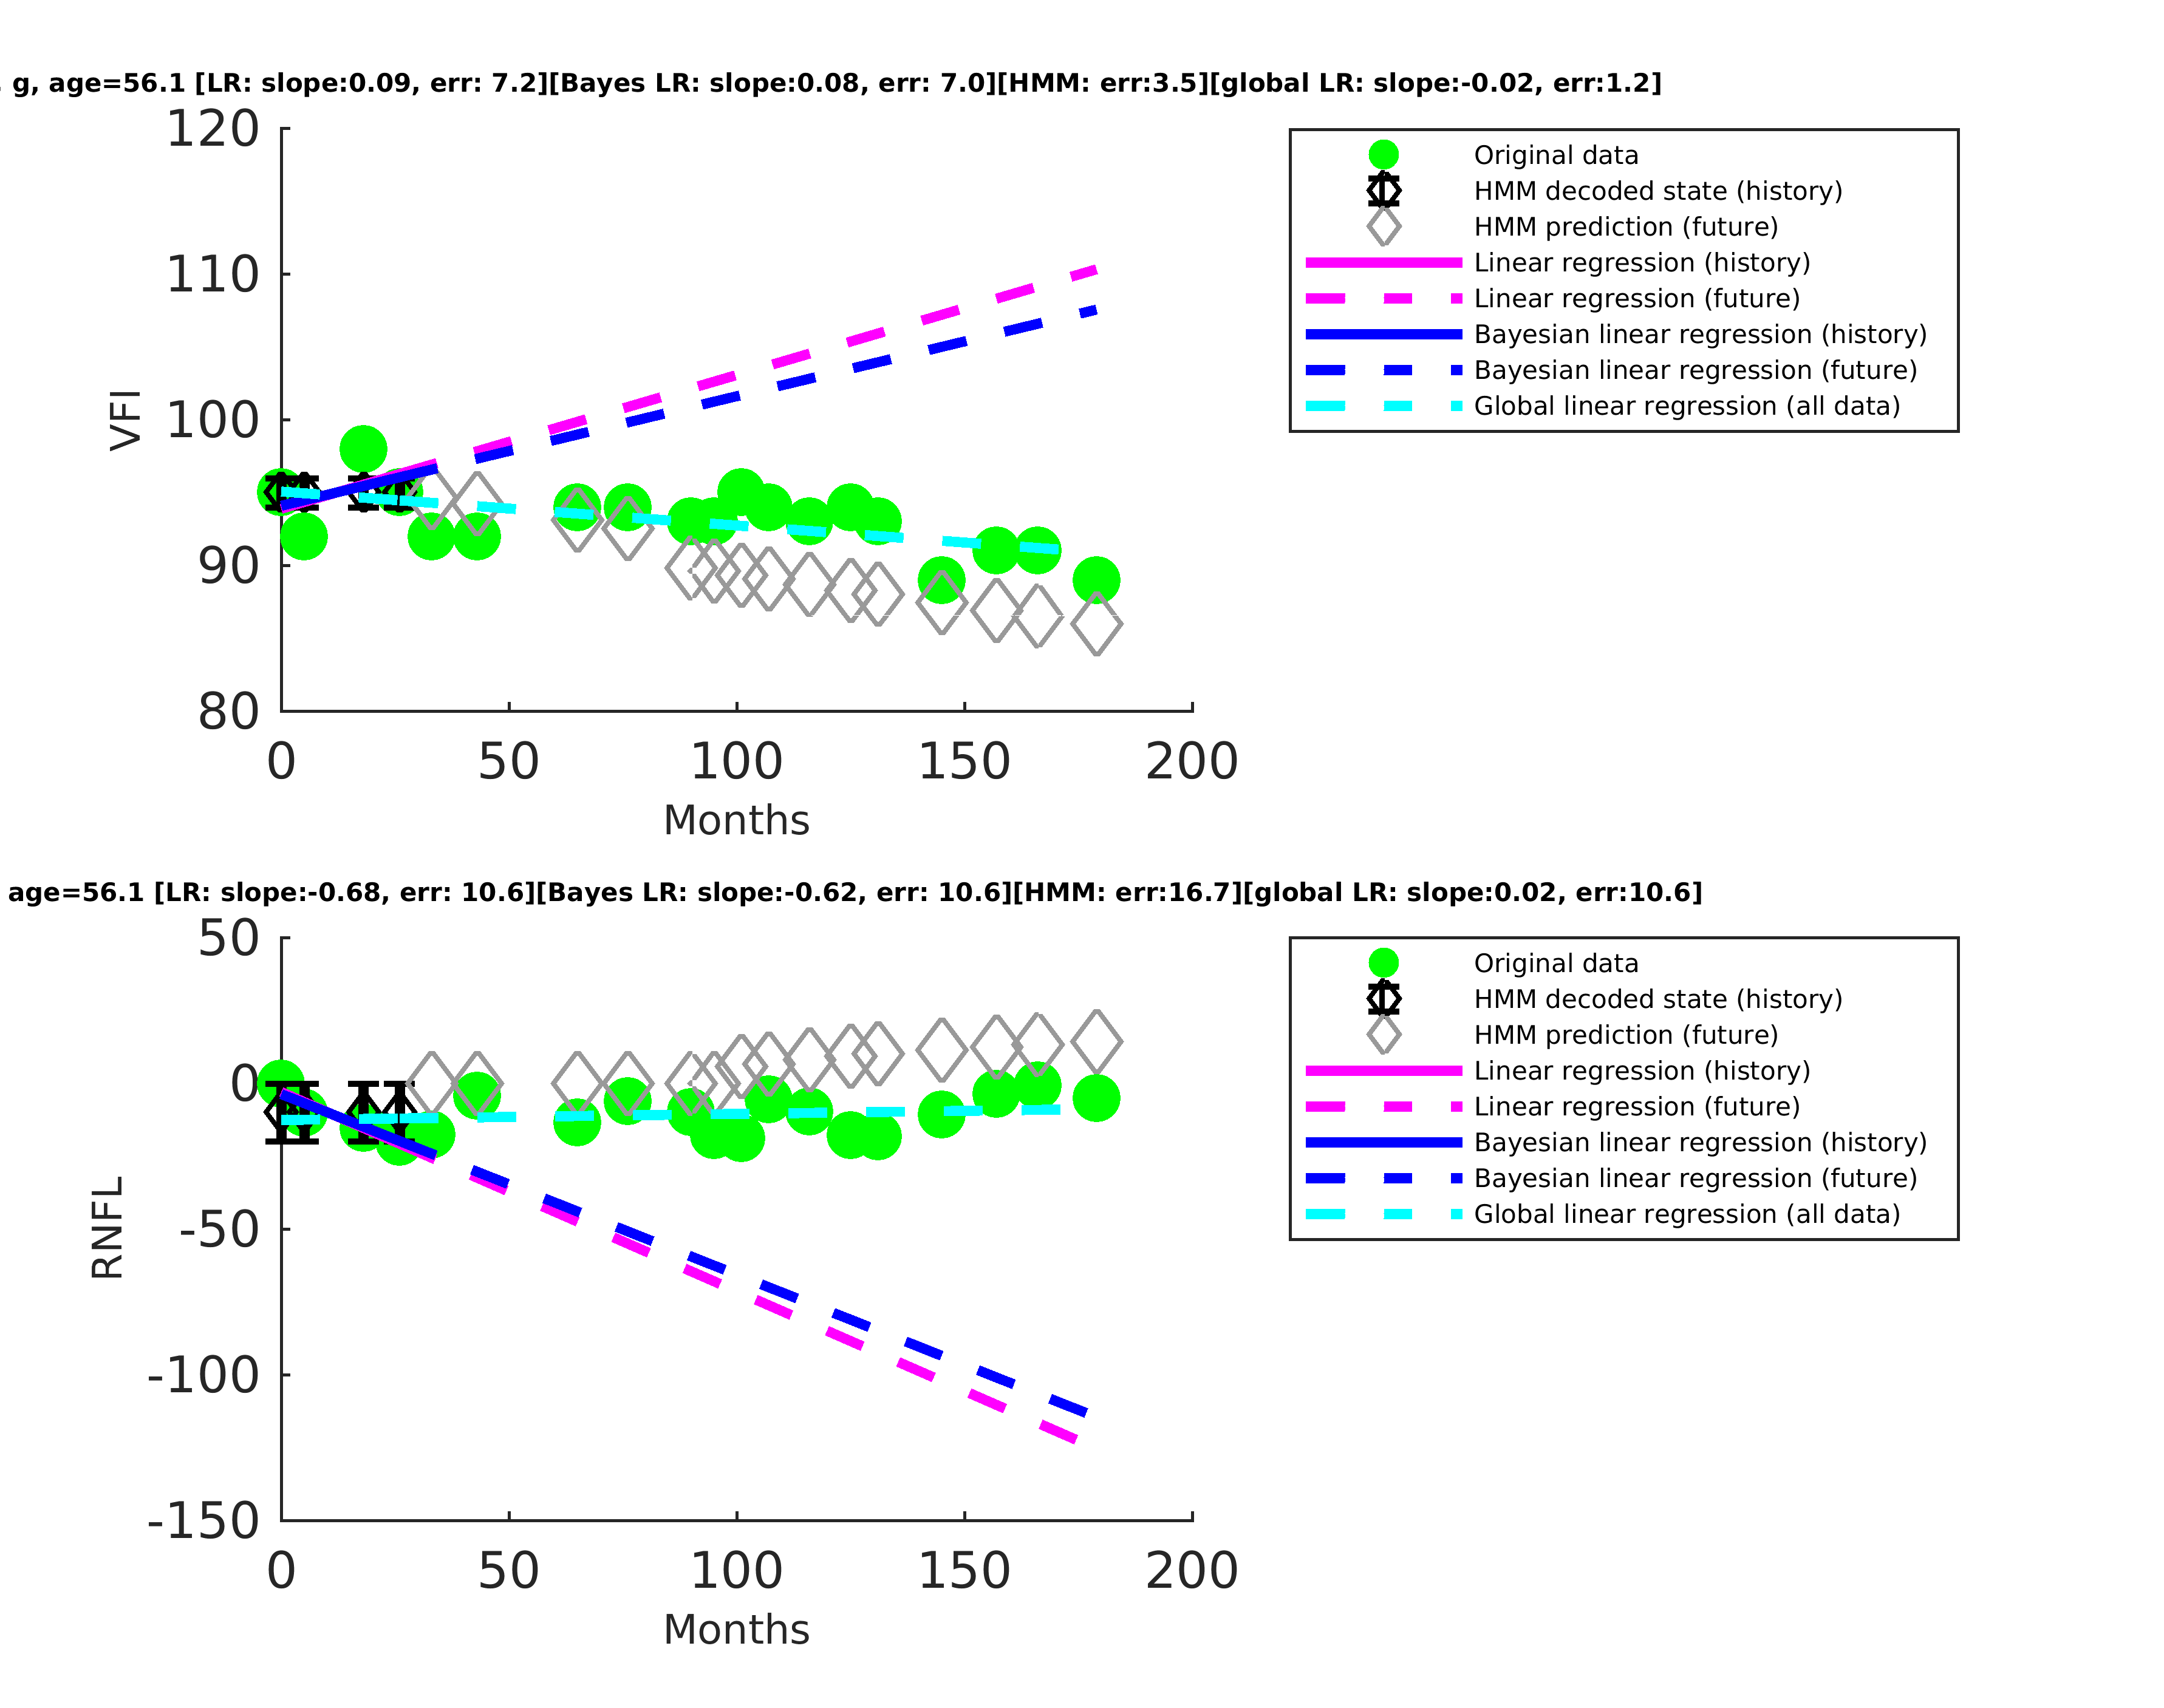 g, age=56.1 [LR: slope:0.09, err: 7.2][Bayes LR: slope:0.08, err: 7.0][HMM: err:3.5][global LR: slope:-0.02, err:1.2]
120
110
100
90
80
VFI
0 50 100 150 200
Months
Original data
HMM decoded state (history)
HMM prediction (future)
Linear regression (history)
Linear regression (future)
Bayesian linear regression (history)
Bayesian linear regression (future)
Global linear regression (all data)
age=56.1 [LR: slope:-0.68, err: 10.6][Bayes LR: slope:-0.62, err: 10.6][HMM: err:16.7][global LR: slope:0.02, err:10.6]
50
0
-50
-100
-150
RNFL
0 50 100 150 200
Months
Original data
HMM decoded state (history)
HMM prediction (future)
Linear regression (history)
Linear regression (future)
Bayesian linear regression (history)
Bayesian linear regression (future)
Global linear regression (all data)